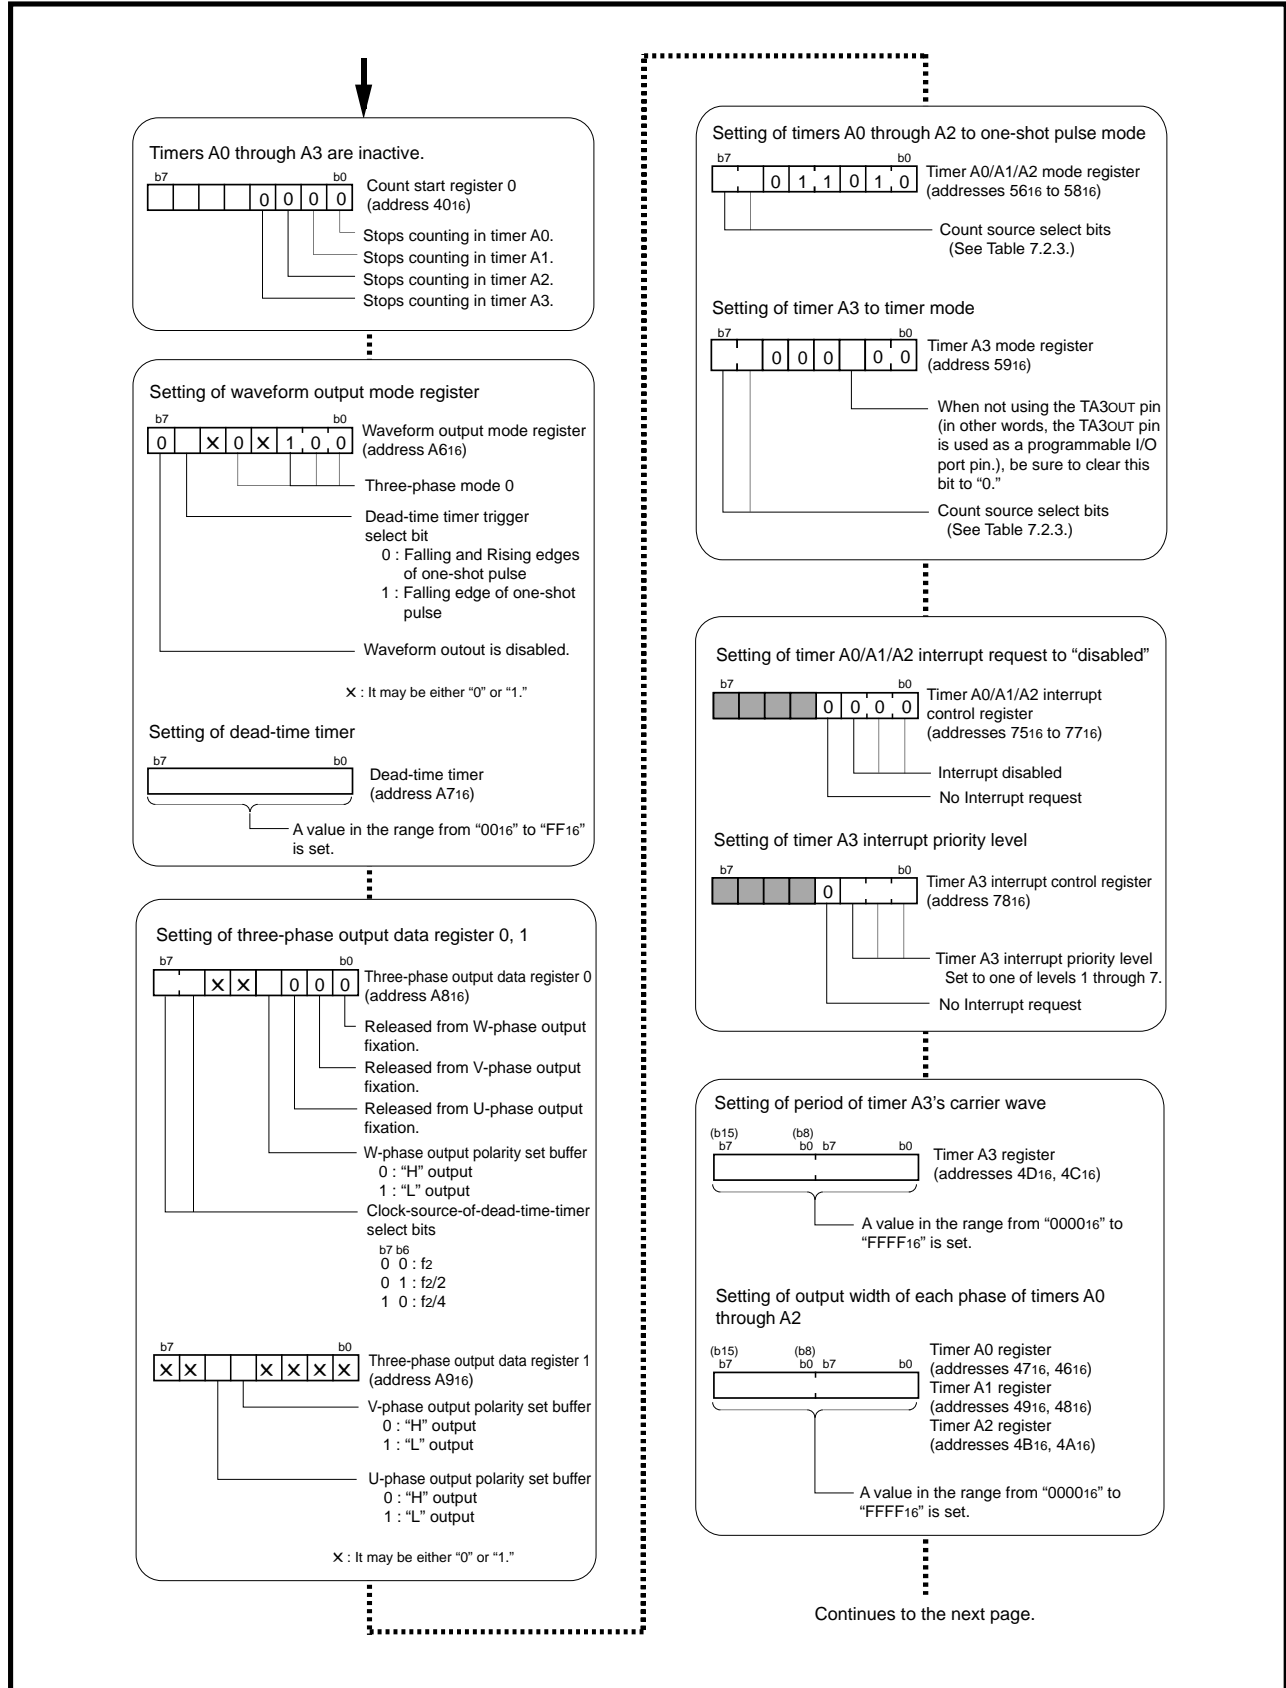 Timers A0 through A3 are inactive.
b7 b0
0 0 0 0
Count start register 0
(address 4016)
Stops counting in timer A0.
Stops counting in timer A1.
Stops counting in timer A2.
Stops counting in timer A3.
Setting of waveform output mode register
b7 b0
0 X 0 X 1 0 0
Waveform output mode register
(address A616)
Three-phase mode 0
Dead-time timer trigger
select bit
0 : Falling and Rising edges
of one-shot pulse
1 : Falling edge of one-shot
pulse
Waveform outout is disabled.
X : It may be either “0” or “1.”
Setting of dead-time timer
b7 b0
Dead-time timer
(address A716)
A value in the range from “0016” to “FF16”
is set.
Setting of three-phase output data register 0, 1
b7 b0
X X 0 0 0
Three-phase output data register 0
(address A816)
Released from W-phase output
fixation.
Released from V-phase output
fixation.
Released from U-phase output
fixation.
W-phase output polarity set buffer
0 : “H” output
1 : “L” output
Clock-source-of-dead-time-timer
select bits
b7 b6
0 0 : f2
0 1 : f2/2
1 0 : f2/4
b7 b0
X X X X X X
Three-phase output data register 1
(address A916)
V-phase output polarity set buffer
0 : “H” output
1 : “L” output
U-phase output polarity set buffer
0 : “H” output
1 : “L” output
X : It may be either “0” or “1.”
Setting of timers A0 through A2 to one-shot pulse mode
b7 b0
0 1 1 0 1 0
Timer A0/A1/A2 mode register
(addresses 5616 to 5816)
Count source select bits
(See Table 7.2.3.)
Setting of timer A3 to timer mode
b7 b0
0 0 0 0 0
Timer A3 mode register
(address 5916)
When not using the TA3OUT pin
(in other words, the TA3OUT pin
is used as a programmable I/O
port pin.), be sure to clear this
bit to “0.”
Count source select bits
(See Table 7.2.3.)
Setting of timer A0/A1/A2 interrupt request to “disabled”
b7 b0
0 0 0 0
Timer A0/A1/A2 interrupt
control register
(addresses 7516 to 7716)
Interrupt disabled
No Interrupt request
Setting of timer A3 interrupt priority level
b7 b0
0
Timer A3 interrupt control register
(address 7816)
Timer A3 interrupt priority level
Set to one of levels 1 through 7.
No Interrupt request
Setting of period of timer A3’s carrier wave
(b15) (b8)
b7 b0 b7 b0
Timer A3 register
(addresses 4D16, 4C16)
A value in the range from “000016” to
“FFFF16” is set.
Setting of output width of each phase of timers A0
through A2
(b15) (b8)
b7 b0 b7 b0
Timer A0 register
(addresses 4716, 4616)
Timer A1 register
(addresses 4916, 4816)
Timer A2 register
(addresses 4B16, 4A16)
A value in the range from “000016” to
“FFFF16” is set.
Continues to the next page.